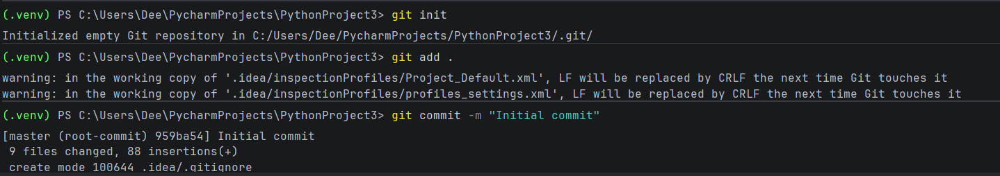 (.venv) PS C:\Users\Dee\PycharmProjects\PythonProject3> git init
Initialized empty Git repository in C:/Users/Dee/PycharmProjects/PythonProject3/.git/
(.venv) PS C:\Users\Dee\PycharmProjects\PythonProject3> git add .
warning: in the working copy of '.idea/inspectionProfiles/Project_Default.xml', LF will be replaced by CRLF the next time Git touches it
warning: in the working copy of '.idea/inspectionProfiles/profiles_settings.xml', LF will be replaced by CRLF the next time Git touches it
(.venv) PS C:\Users\Dee\PycharmProjects\PythonProject3> git commit -m "Initial commit"
[master (root-commit) 959ba54] Initial commit
 9 files changed, 88 insertions(+)
 create mode 100644 .idea/.gitignore